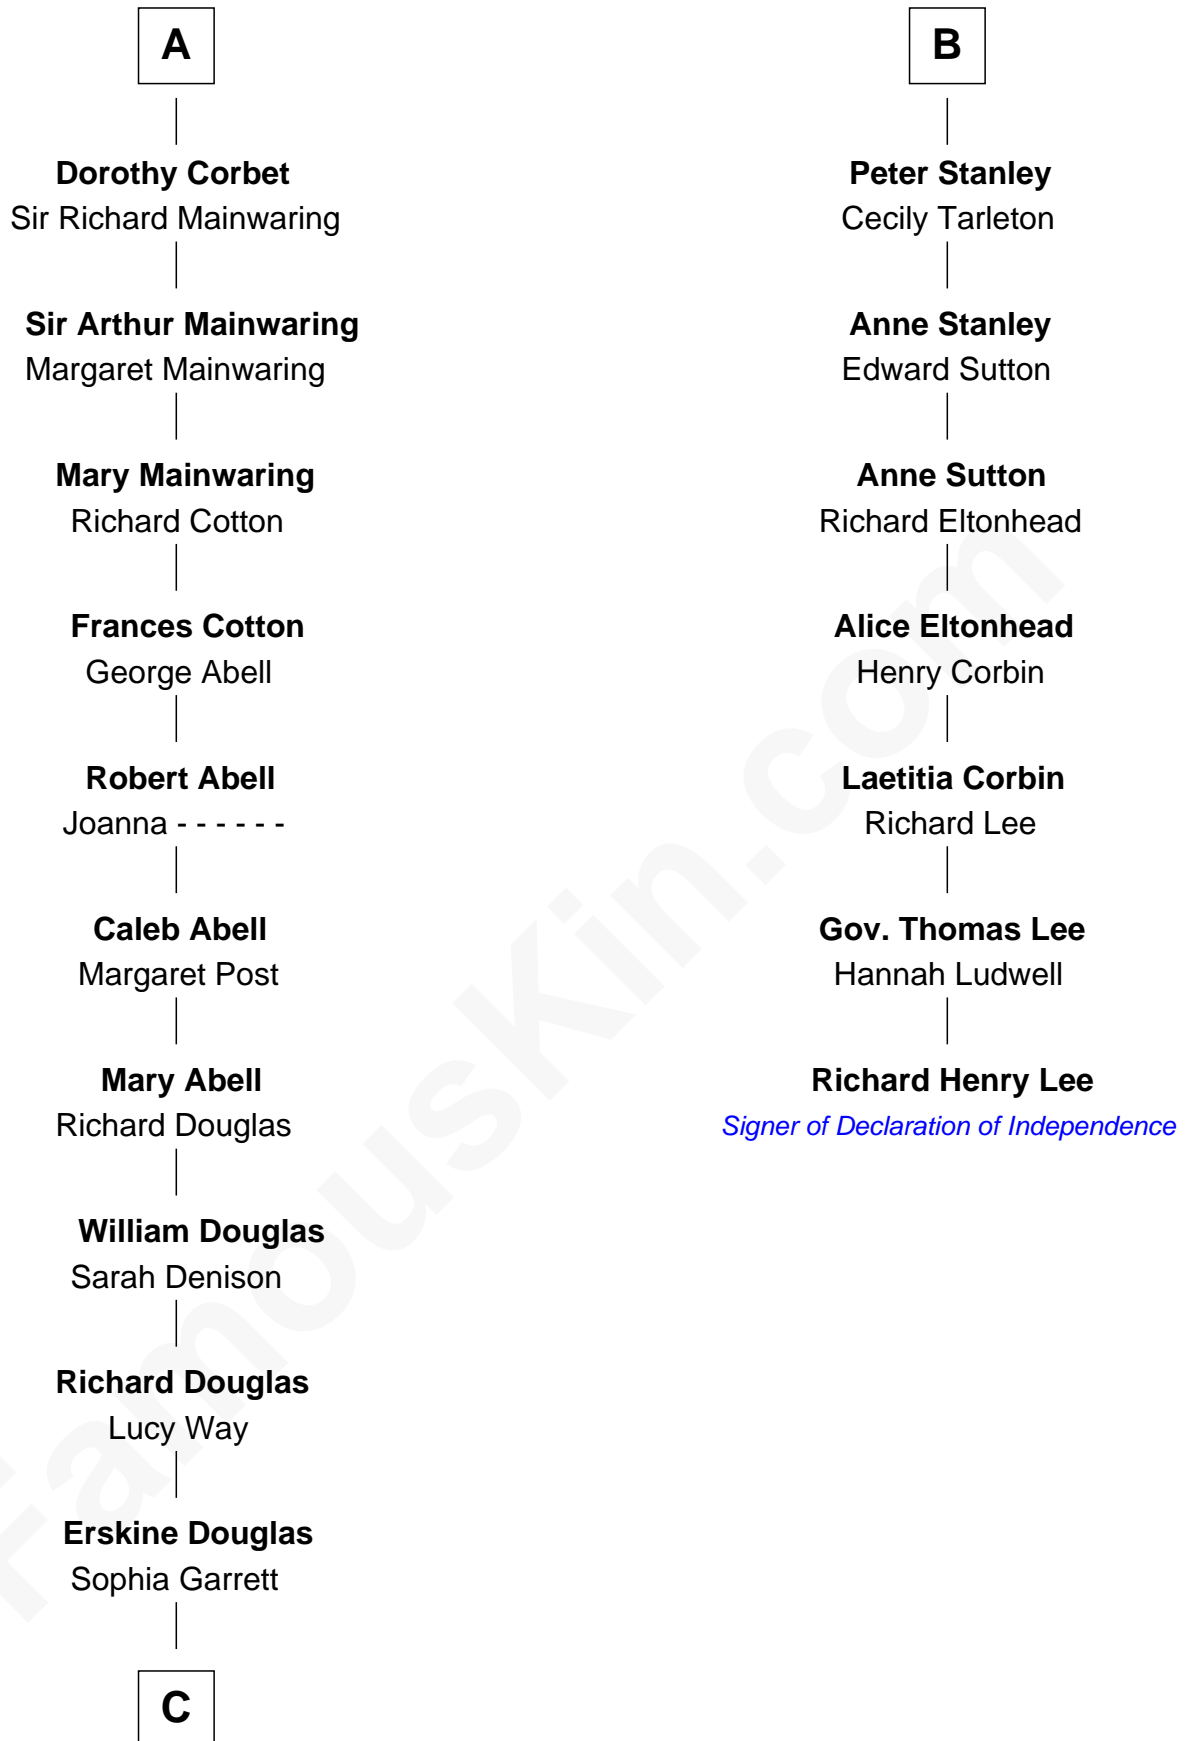 A
Dorothy Corbet
Sir Richard Mainwaring
Sir Arthur Mainwaring
Margaret Mainwaring
Mary Mainwaring
Richard Cotton
Frances Cotton
George Abell
Robert Abell
Joanna - - - - - -
Caleb Abell
Margaret Post
Mary Abell
Richard Douglas
William Douglas
Sarah Denison
Richard Douglas
Lucy Way
Erskine Douglas
Sophia Garrett
C
B
Peter Stanley
Cecily Tarleton
Anne Stanley
Edward Sutton
Anne Sutton
Richard Eltonhead
Alice Eltonhead
Henry Corbin
Laetitia Corbin
Richard Lee
Gov. Thomas Lee
Hannah Ludwell
Richard Henry Lee
Signer of Declaration of Independence
FamousKin.com